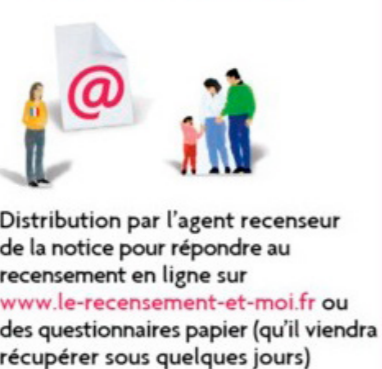 @
Distribution par l'agent recenseur
de la notice pour répondre au
recensement en ligne sur
www.le-recensement-et-moi.fr ou
des questionnaires papier (qu'il viendra
récupérer sous quelques jours)